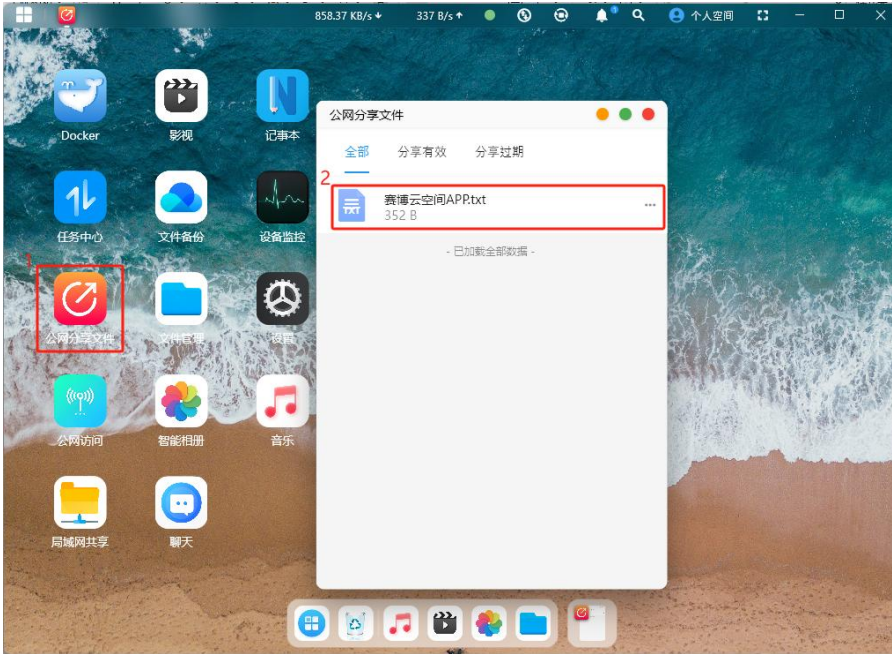 858.37 KB/s
337 B/s
个人空间
Docker
影视
记事本
任务中心
文件备份
设备监控
1
公网分享文件
文件管理
设置
公网访问
智能相册
音乐
局域网共享
聊天
公网分享文件
全部
分享有效
分享过期
2
TXT
赛博云空间APP.txt
352 B
- 已加载全部数据 -